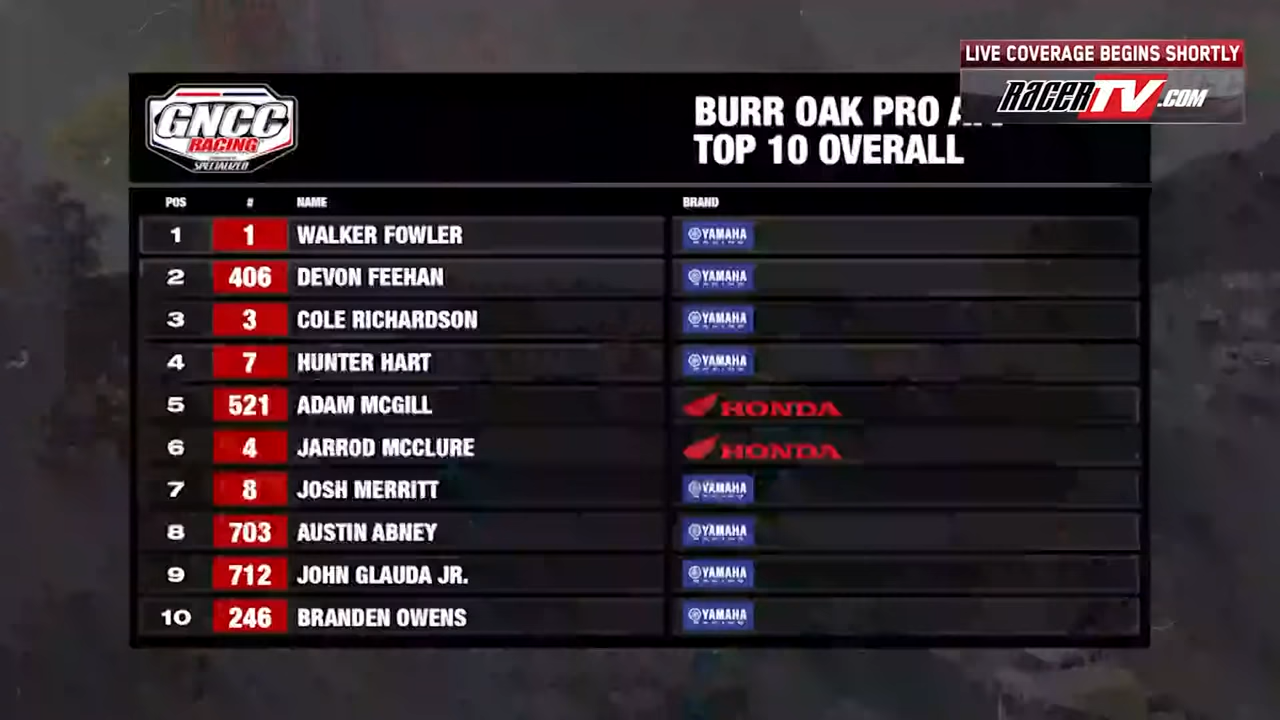 LIVE COVERAGE BEGINS SHORTLY
RACERTV.COM
GNCC
RACING
SPECIALIZED
BURR OAK PRO
TOP 10 OVERALL
POS # NAME BRAND
1 1 WALKER FOWLER YAMAHA
2 406 DEVON FEEHAN YAMAHA
3 3 COLE RICHARDSON YAMAHA
4 7 HUNTER HART YAMAHA
5 521 ADAM MCGILL HONDA
6 4 JARROD MCCLURE HONDA
7 8 JOSH MERRITT YAMAHA
8 703 AUSTIN ABNEY YAMAHA
9 712 JOHN GLAUDA JR. YAMAHA
10 246 BRANDEN OWENS YAMAHA